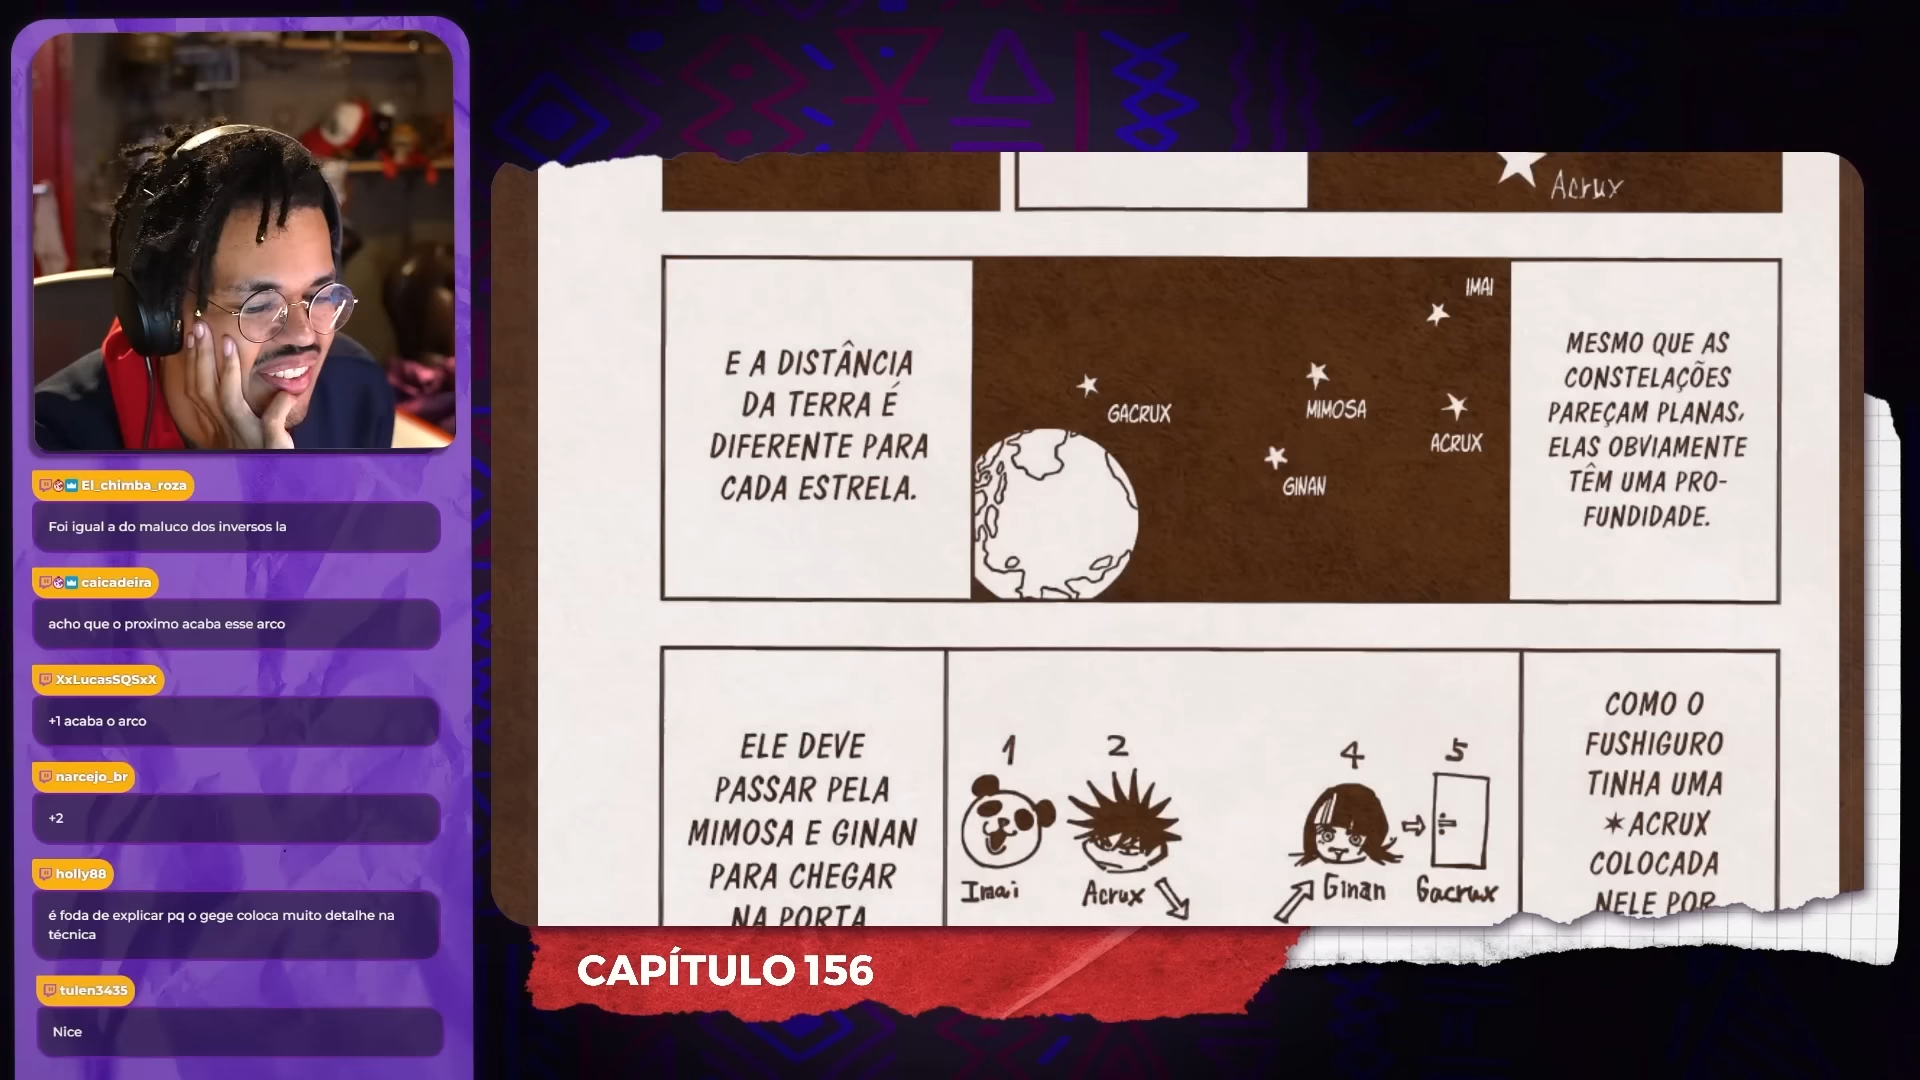 El_chimba_roza
Foi igual a do maluco dos inversos la
caicadeira
acho que o proximo acaba esse arco
XxLucasSQSxX
+1 acaba o arco
narcejo_br
+2
holly88
é foda de explicar pq o gege coloca muito detalhe na
técnica
tulen3435
Nice
Acrux
E A DISTÂNCIA
DA TERRA É
DIFERENTE PARA
CADA ESTRELA.
IMAI
GACRUX
MIMOSA
ACRUX
GINAN
MESMO QUE AS
CONSTELAÇÕES
PAREÇAM PLANAS,
ELAS OBVIAMENTE
TÊM UMA PRO-
FUNDIDADE.
ELE DEVE
PASSAR PELA
MIMOSA E GINAN
PARA CHEGAR
NA PORTA
1 2 4 5
Imai Acrux Ginan Gacrux
COMO O
FUSHIGURO
TINHA UMA
✶ACRUX
COLOCADA
NELE POR
CAPÍTULO 156